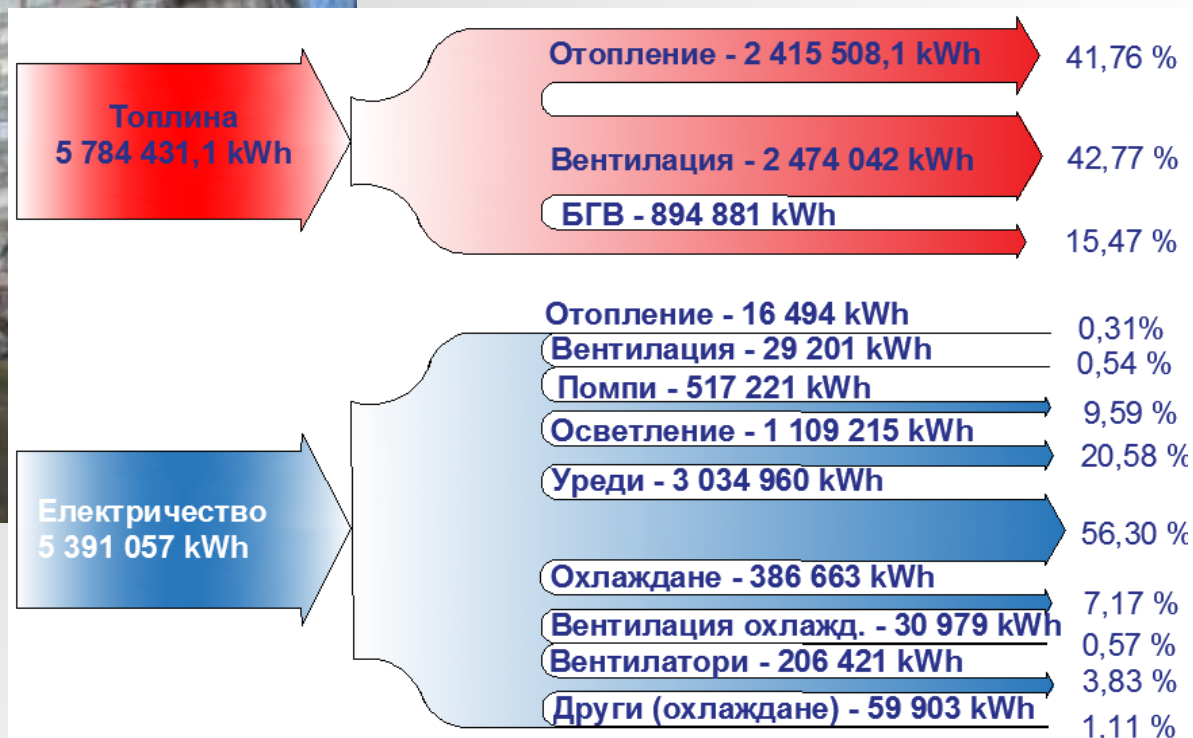 Отопление - 2 415 508,1 kWh
41,76 %
Топлина
5 784 431,1 kWh
Вентилация - 2 474 042 kWh
42,77 %
БГВ - 894 881 kWh
15,47 %
Отопление - 16 494 kWh
0,31%
Вентилация - 29 201 kWh
0,54 %
Помпи - 517 221 kWh
9,59 %
Осветление - 1 109 215 kWh
20,58 %
Уреди - 3 034 960 kWh
Електричество
5 391 057 kWh
56,30 %
Охлаждане - 386 663 kWh
7,17 %
Вентилация охлажд. - 30 979 kWh
0,57 %
Вентилатори - 206 421 kWh
3,83 %
Други (охлаждане) - 59 903 kWh
1,11 %